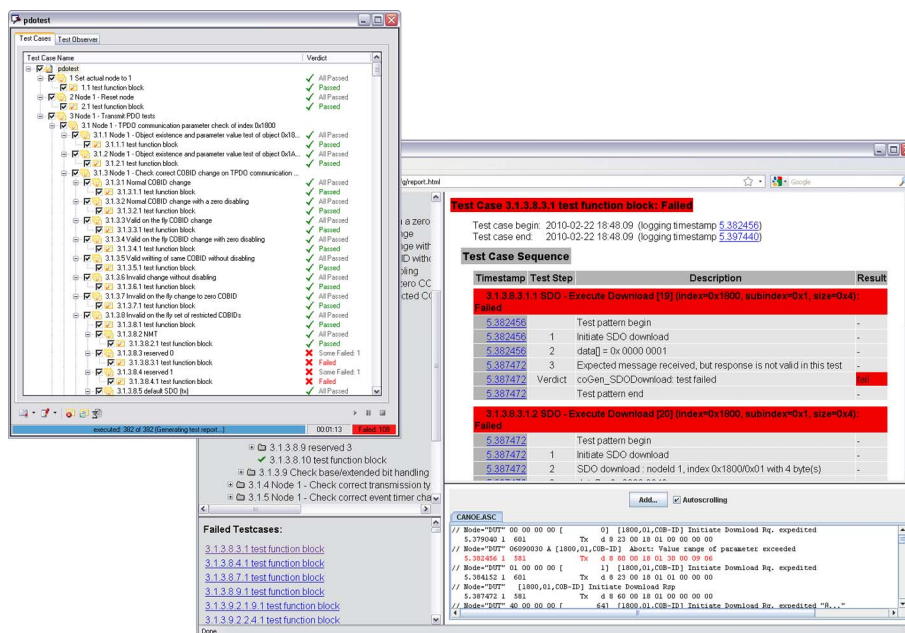 pdotest
Test Cases Test Observer
Test Case Name Verdict
pdotest
1 Set actual node to 1 All Passed
1.1 test function block Passed
2 Node 1 - Reset node All Passed
2.1 test function block Passed
3 Node 1 - Transmit PDO tests
3.1 Node 1 - TPDO communication parameter check of index 0x1800
3.1.1 Node 1 - Object existence and parameter value test of object 0x18... All Passed
3.1.1.1 test function block Passed
3.1.2 Node 1 - Object existence and parameter value test of object 0x1A... All Passed
3.1.2.1 test function block Passed
3.1.3 Node 1 - Check correct COBID change on TPDO communication ...
3.1.3.1 Normal COBID change All Passed
3.1.3.1.1 test function block Passed
3.1.3.2 Normal COBID change with a zero disabling All Passed
3.1.3.2.1 test function block Passed
3.1.3.3 Valid on the fly COBID change All Passed
3.1.3.3.1 test function block Passed
3.1.3.4 Valid on the fly COBID change with zero disabling All Passed
3.1.3.4.1 test function block Passed
3.1.3.5 Valid writting of same COBID without disabling All Passed
3.1.3.5.1 test function block Passed
3.1.3.6 Invalid change without disabling All Passed
3.1.3.6.1 test function block Passed
3.1.3.7 Invalid on the fly change to zero COBID All Passed
3.1.3.7.1 test function block Passed
3.1.3.8 Invalid on the fly set of restricted COBIDs All Passed
3.1.3.8.1 test function block Passed
3.1.3.8.2 NMT All Passed
3.1.3.8.2.1 test function block Passed
3.1.3.8.3 reserved 0 Some Failed: 1
3.1.3.8.3.1 test function block Failed
3.1.3.8.4 reserved 1 Some Failed: 1
3.1.3.8.4.1 test function block Failed
3.1.3.8.5 default SDO (tx) All Passed
executed: 382 of 382 (Generating test report...) 00:01:13 Failed: 109
g/report.html Google
a zero
nge
nge with
ID witho
bling
zero CO
cted CO
3.1.3.8.9 reserved 3
3.1.3.8.10 test function block
3.1.3.9 Check base/extended bit handling
3.1.4 Node 1 - Check correct transmission ty
3.1.5 Node 1 - Check correct event timer cha
Failed Testcases:
3.1.3.8.3.1 test function block
3.1.3.8.4.1 test function block
3.1.3.8.7.1 test function block
3.1.3.8.9.1 test function block
3.1.3.9.2.1.9.1 test function block
3.1.3.9.2.2.4.1 test function block
Done
Test Case 3.1.3.8.3.1 test function block: Failed
Test case begin: 2010-02-22 18:48.09 (logging timestamp 5.382456)
Test case end: 2010-02-22 18:48.09 (logging timestamp 5.397440)
Test Case Sequence
Timestamp Test Step Description Result
3.1.3.8.3.1.1 SDO - Execute Download [19] (index=0x1800, subindex=0x1, size=0x4):
Failed
5.382456 Test pattern begin -
5.382456 1 Initiate SDO download -
5.382456 2 data[] = 0x 0000 0001 -
5.387472 3 Expected message received, but response is not valid in this test -
5.387472 Verdict coGen_SDODownload: test failed fail
5.387472 Test pattern end -
3.1.3.8.3.1.2 SDO - Execute Download [20] (index=0x1800, subindex=0x1, size=0x4):
Failed
5.387472 Test pattern begin -
5.387472 1 Initiate SDO download -
5.387472 2 SDO download : nodeId 1, index 0x1800/0x01 with 4 byte(s) -
Add... Autoscrolling
CANOE.ASC
// Node="DUT" 00 00 00 00 [ 0] [1800,01,COB-ID] Initiate Download Rq. expedited
5.379040 1 601 Tx d 8 23 00 18 01 00 00 00 00
// Node="DUT" 06090030 A [1800,01,COB-ID] Abort: Value range of parameter exceeded
5.382456 1 581 Tx d 8 80 00 18 01 30 00 09 06
// Node="DUT" 01 00 00 00 [ 1] [1800,01,COB-ID] Initiate Download Rq. expedited
5.384152 1 601 Tx d 8 23 00 18 01 01 00 00 00
// Node="DUT" [1800,01,COB-ID] Initiate Download Rsp
5.387472 1 581 Tx d 8 60 00 18 01 00 00 00 00
// Node="DUT" 40 00 00 00 [ 64] [1800,01,COB-ID] Initiate Download Rq. expedited "@..."